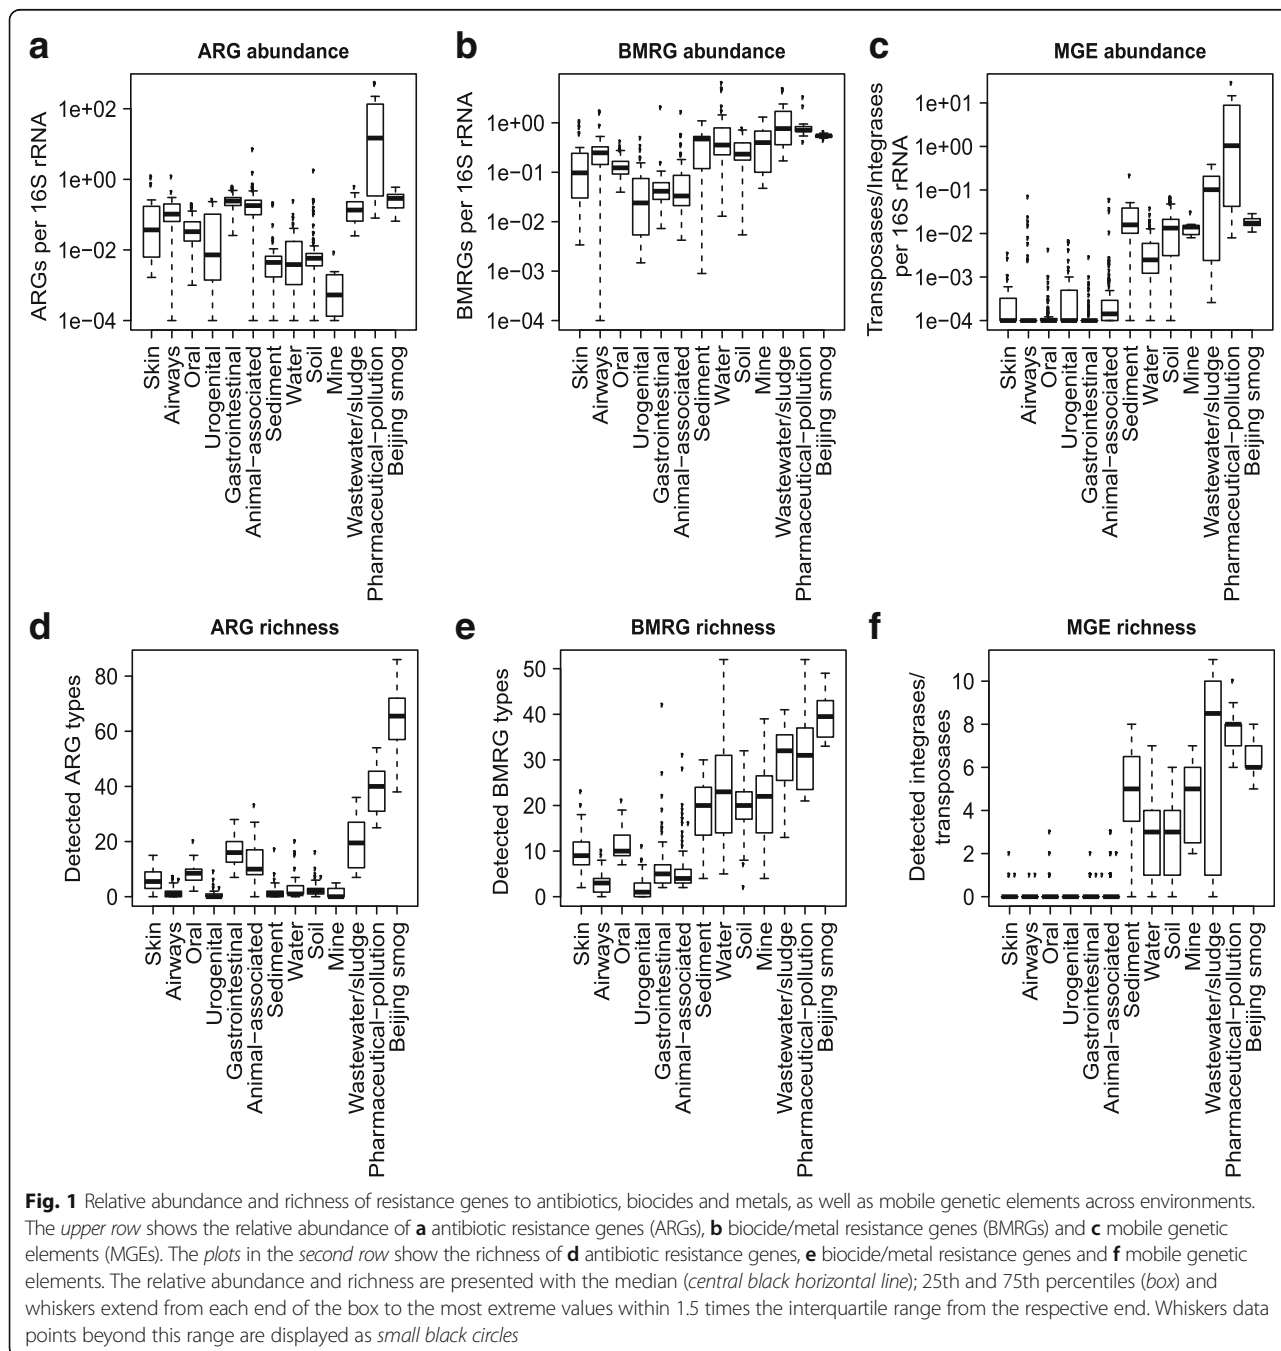 a
ARG abundance
ARGs per 16S rRNA
1e+02
1e+00
1e−02
1e−04
Skin
Airways
Oral
Urogenital
Gastrointestinal
Animal−associated
Sediment
Water
Soil
Mine
Wastewater/sludge
Pharmaceutical−pollution
Beijing smog
b
BMRG abundance
BMRGs per 16S rRNA
1e+00
1e−01
1e−02
1e−03
1e−04
Skin
Airways
Oral
Urogenital
Gastrointestinal
Animal−associated
Sediment
Water
Soil
Mine
Wastewater/sludge
Pharmaceutical−pollution
Beijing smog
c
MGE abundance
Transposases/Integrases
per 16S rRNA
1e+01
1e+00
1e−01
1e−02
1e−03
1e−04
Skin
Airways
Oral
Urogenital
Gastrointestinal
Animal−associated
Sediment
Water
Soil
Mine
Wastewater/sludge
Pharmaceutical−pollution
Beijing smog
d
ARG richness
Detected ARG types
80
60
40
20
0
Skin
Airways
Oral
Urogenital
Gastrointestinal
Animal−associated
Sediment
Water
Soil
Mine
Wastewater/sludge
Pharmaceutical−pollution
Beijing smog
e
BMRG richness
Detected BMRG types
50
40
30
20
10
0
Skin
Airways
Oral
Urogenital
Gastrointestinal
Animal−associated
Sediment
Water
Soil
Mine
Wastewater/sludge
Pharmaceutical−pollution
Beijing smog
f
MGE richness
Detected integrases/
transposases
10
8
6
4
2
0
Skin
Airways
Oral
Urogenital
Gastrointestinal
Animal−associated
Sediment
Water
Soil
Mine
Wastewater/sludge
Pharmaceutical−pollution
Beijing smog
Fig. 1 Relative abundance and richness of resistance genes to antibiotics, biocides and metals, as well as mobile genetic elements across environments.
The upper row shows the relative abundance of a antibiotic resistance genes (ARGs), b biocide/metal resistance genes (BMRGs) and c mobile genetic
elements (MGEs). The plots in the second row show the richness of d antibiotic resistance genes, e biocide/metal resistance genes and f mobile genetic
elements. The relative abundance and richness are presented with the median (central black horizontal line); 25th and 75th percentiles (box) and
whiskers extend from each end of the box to the most extreme values within 1.5 times the interquartile range from the respective end. Whiskers data
points beyond this range are displayed as small black circles